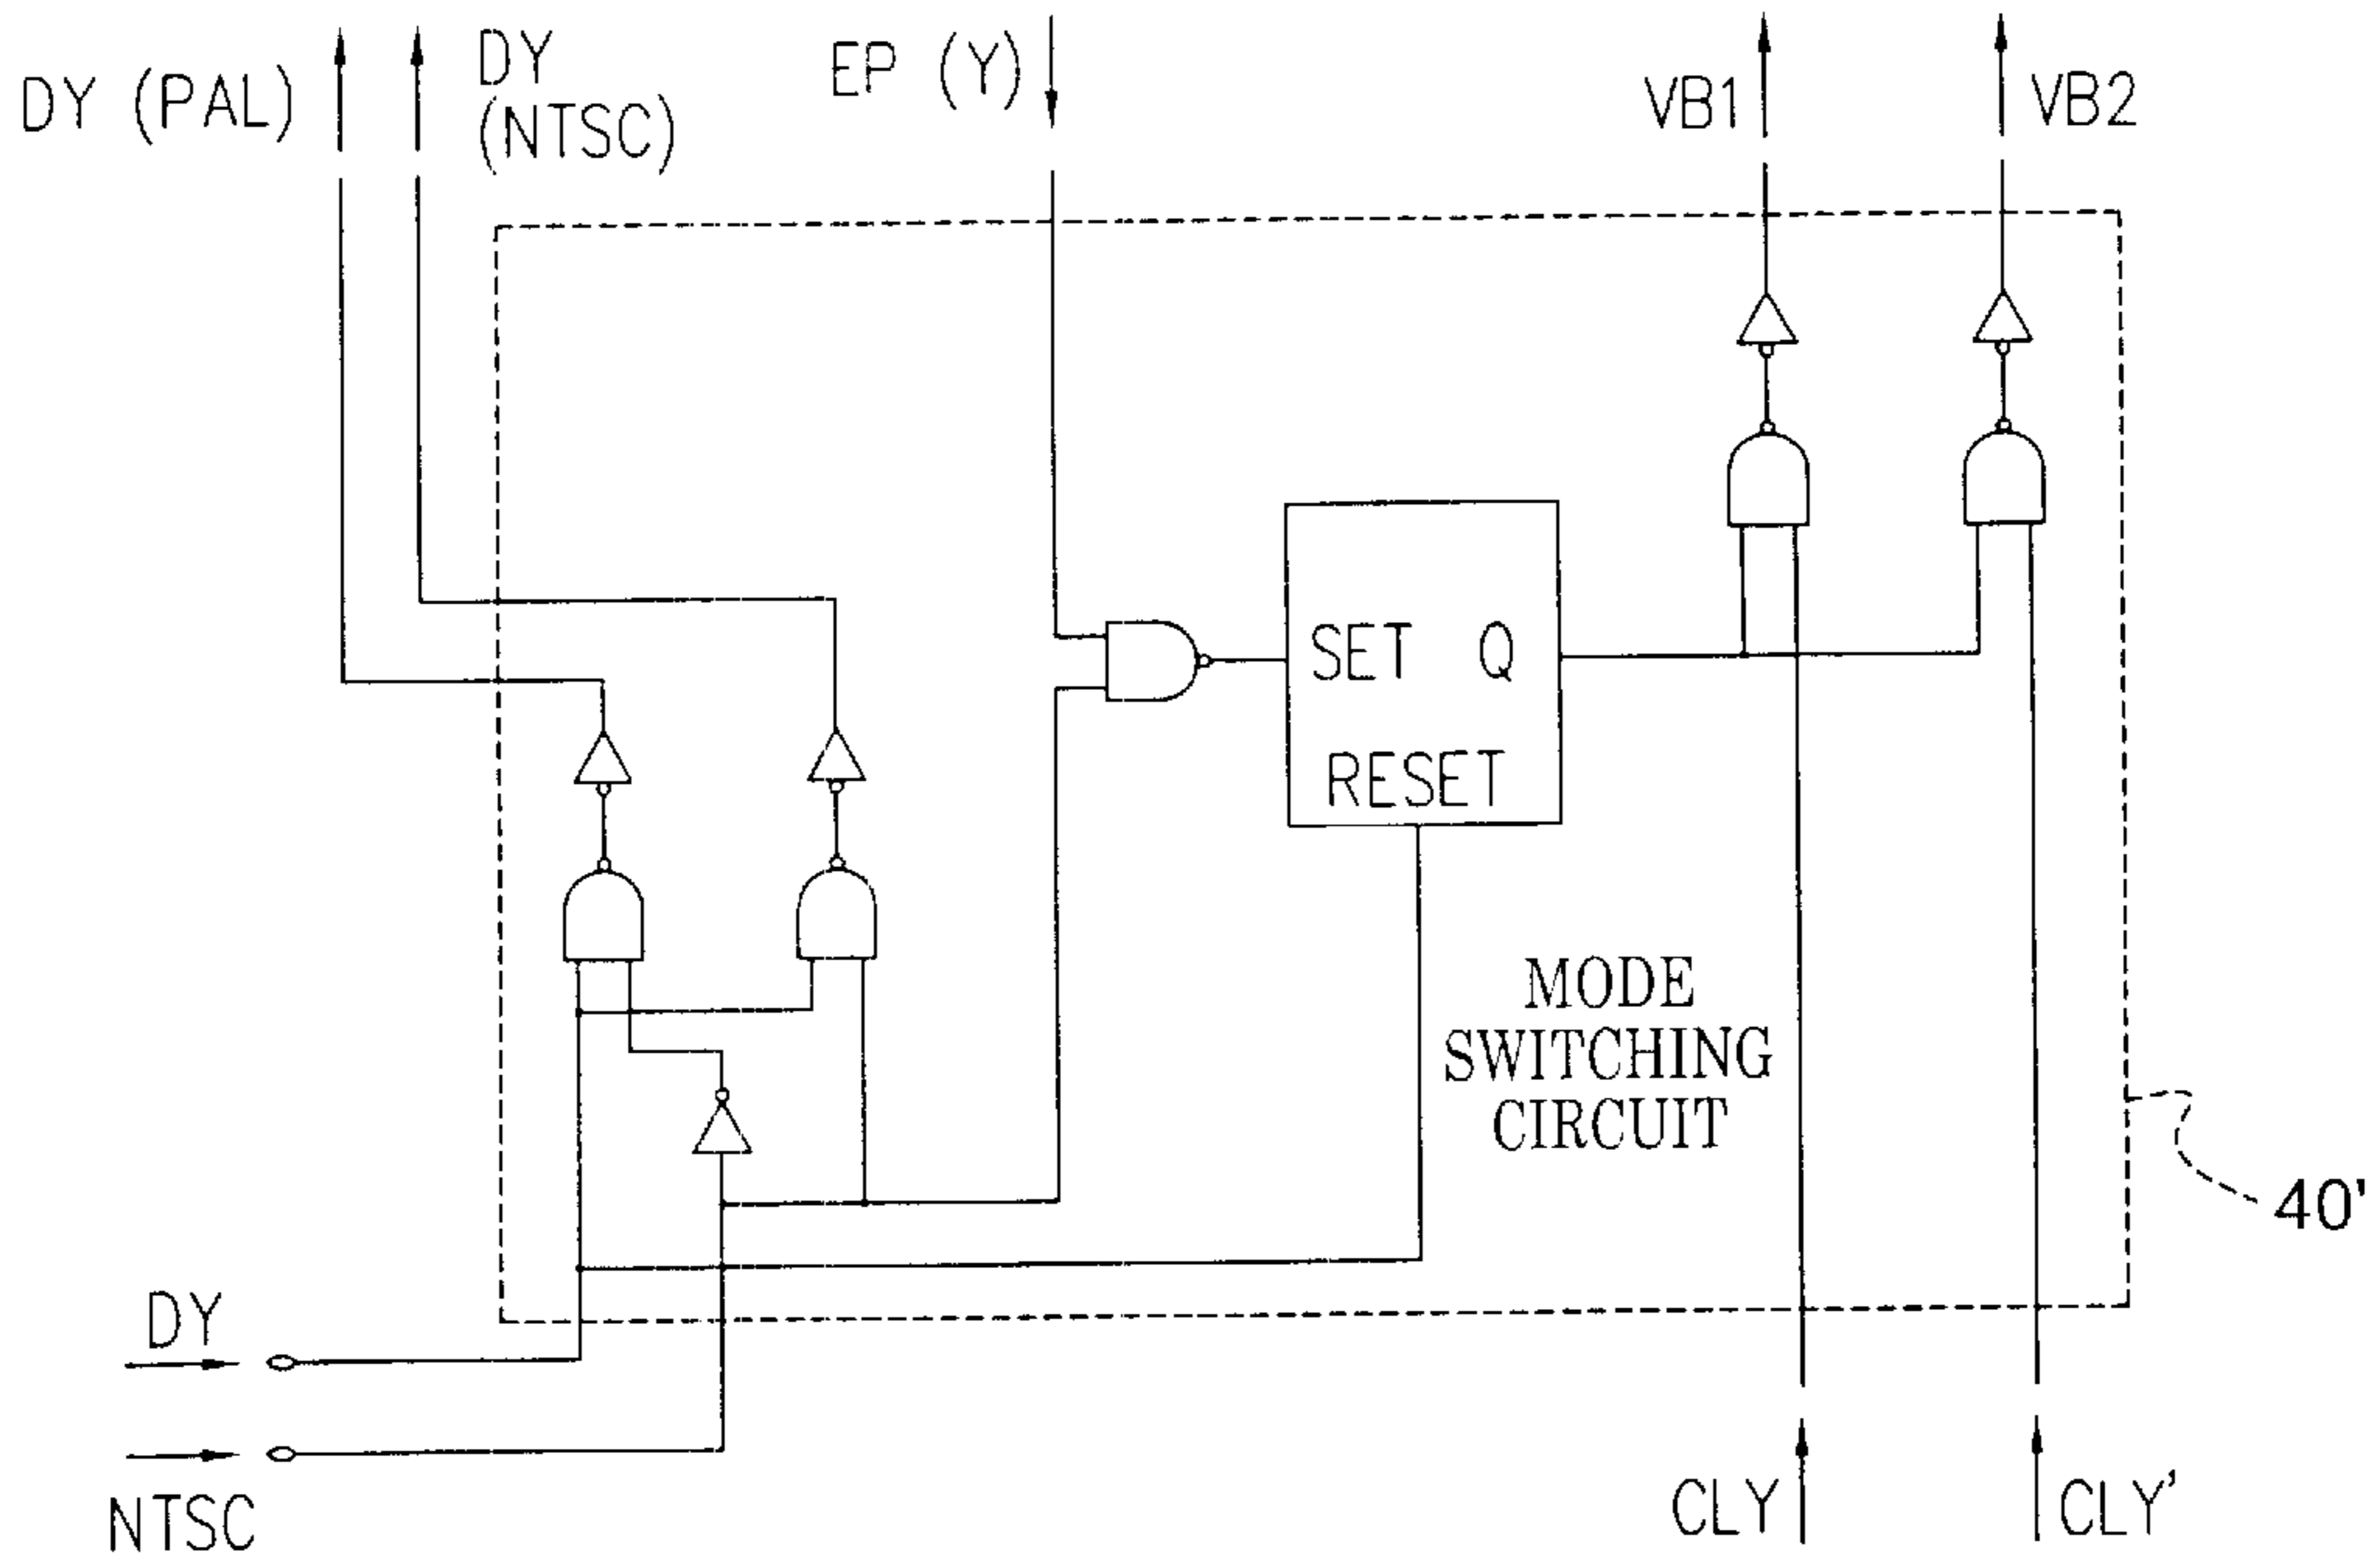 DY (PAL)
DY
(NTSC)
EP (Y)
VB1
VB2
SET Q
RESET
MODE
SWITCHING
CIRCUIT
40'
DY
NTSC
CLY
CLY'